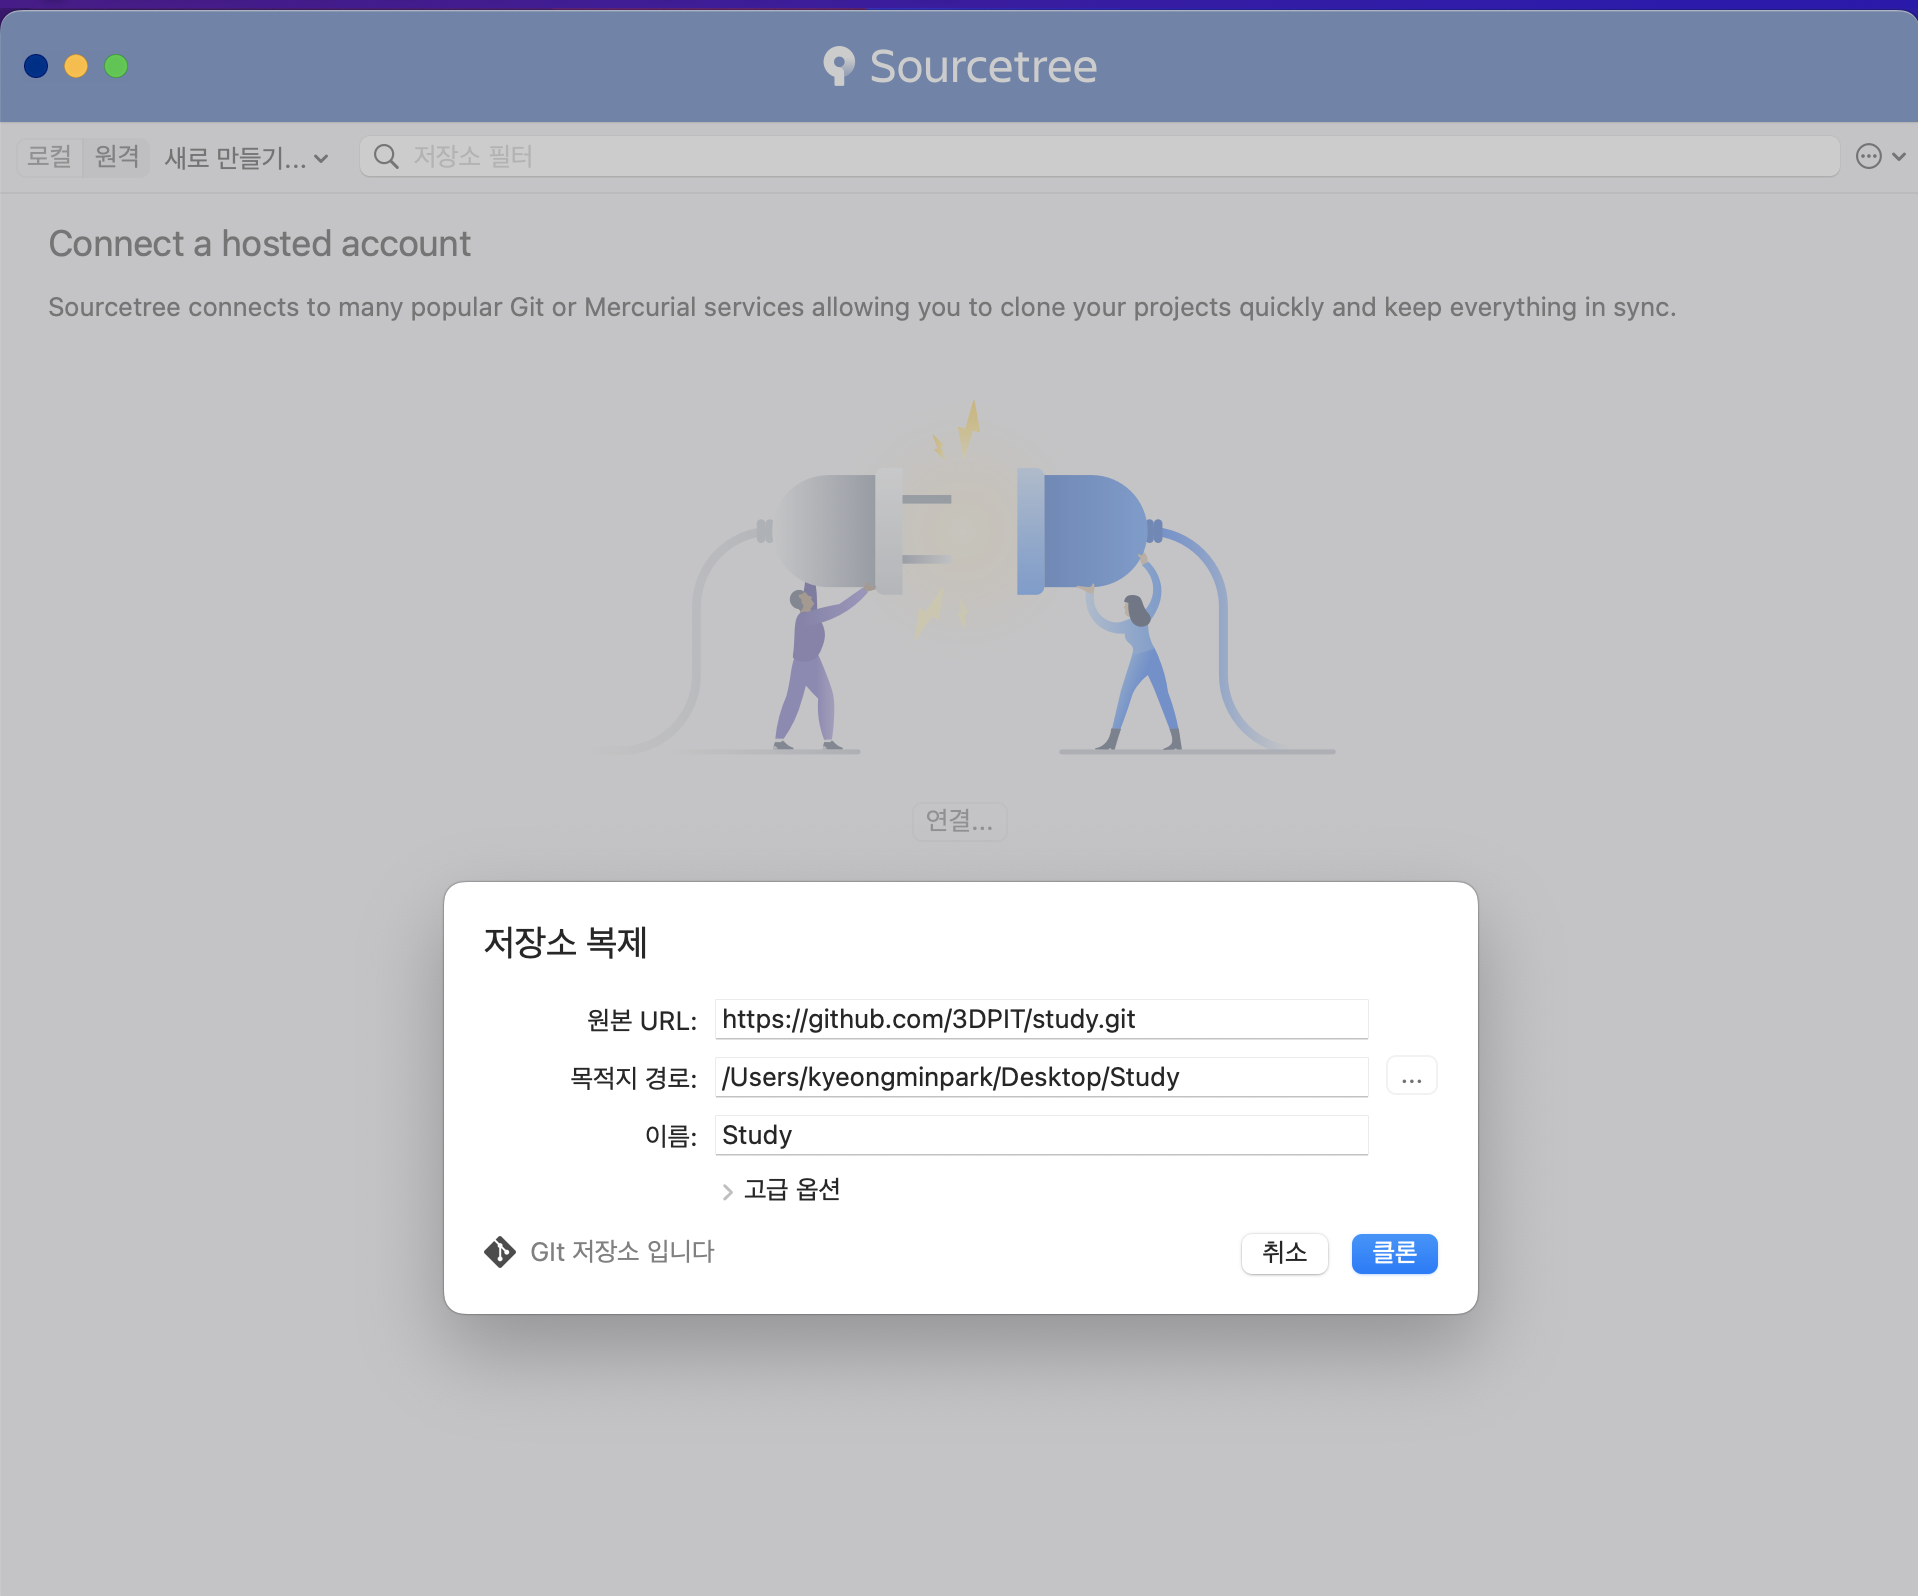 Sourcetree
로컬 원격 새로 만들기... 저장소 필터
Connect a hosted account
Sourcetree connects to many popular Git or Mercurial services allowing you to clone your projects quickly and keep everything in sync.
연결...
저장소 복제
원본 URL: https://github.com/3DPIT/study.git
목적지 경로: /Users/kyeongminpark/Desktop/Study ...
이름: Study
고급 옵션
GIt 저장소 입니다 취소 클론